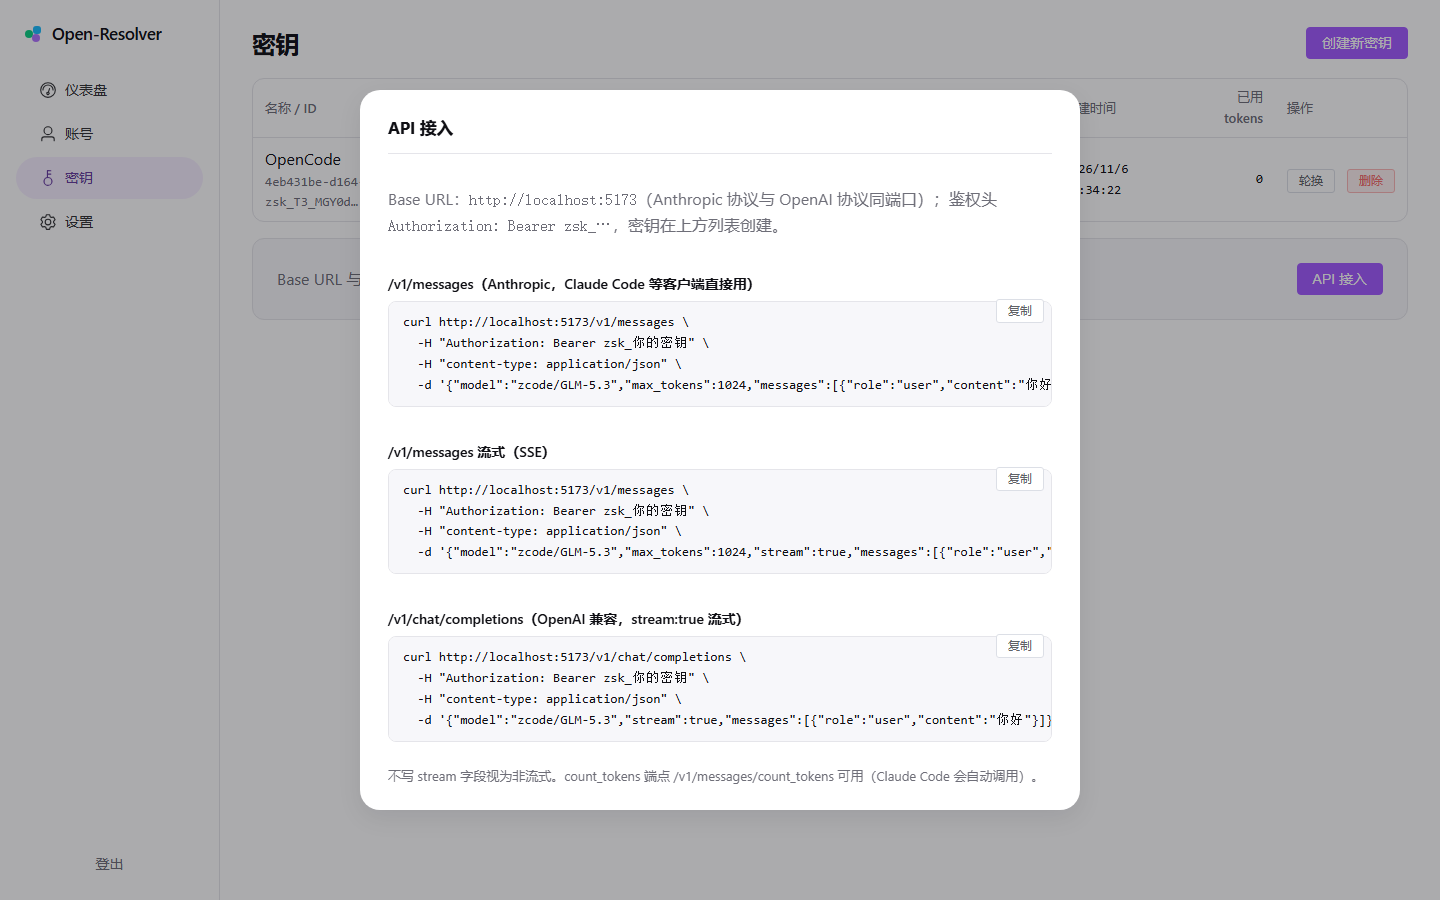 Open-Resolver
仪表盘
账号
密钥
设置
登出
密钥
创建新密钥
名称 / ID
建时间
已用
tokens
操作
OpenCode
4eb431be-d164
zsk_T3_MGY0d…
26/11/6
:34:22
0
轮换
删除
Base URL 与
API 接入
API 接入
Base URL：http://localhost:5173（Anthropic 协议与 OpenAI 协议同端口）；鉴权头
Authorization: Bearer zsk_…，密钥在上方列表创建。
/v1/messages（Anthropic，Claude Code 等客户端直接用）
复制
curl http://localhost:5173/v1/messages \
-H "Authorization: Bearer zsk_你的密钥" \
-H "content-type: application/json" \
-d '{"model":"zcode/GLM-5.3","max_tokens":1024,"messages":[{"role":"user","content":"你好
/v1/messages 流式（SSE）
复制
curl http://localhost:5173/v1/messages \
-H "Authorization: Bearer zsk_你的密钥" \
-H "content-type: application/json" \
-d '{"model":"zcode/GLM-5.3","max_tokens":1024,"stream":true,"messages":[{"role":"user","
/v1/chat/completions（OpenAI 兼容，stream:true 流式）
复制
curl http://localhost:5173/v1/chat/completions \
-H "Authorization: Bearer zsk_你的密钥" \
-H "content-type: application/json" \
-d '{"model":"zcode/GLM-5.3","stream":true,"messages":[{"role":"user","content":"你好"}]}
不写 stream 字段视为非流式。count_tokens 端点 /v1/messages/count_tokens 可用（Claude Code 会自动调用）。